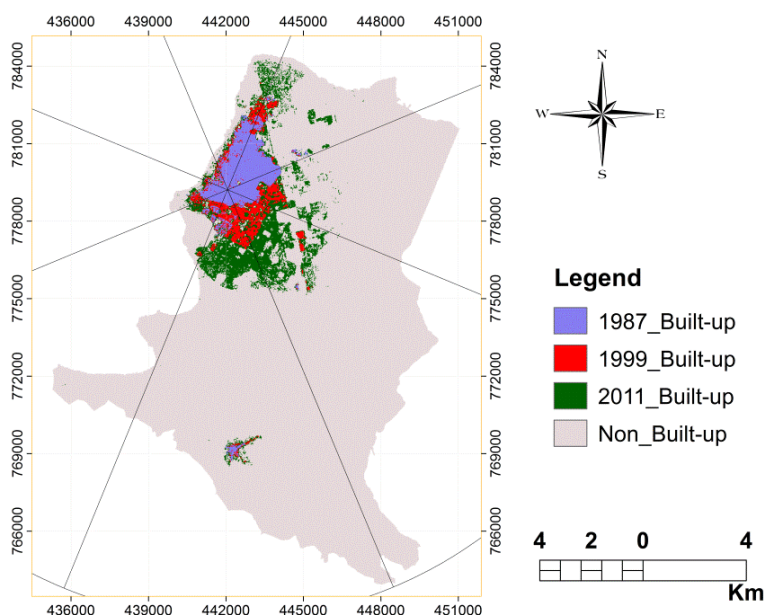 436000 439000 442000 445000 448000 451000
784000 784000
781000 781000
778000 778000
775000 775000
772000 772000
769000 769000
766000 766000
436000 439000 442000 445000 448000 451000
N
W E
S
Legend
1987_Built-up
1999_Built-up
2011_Built-up
Non_Built-up
4 2 0 4
Km